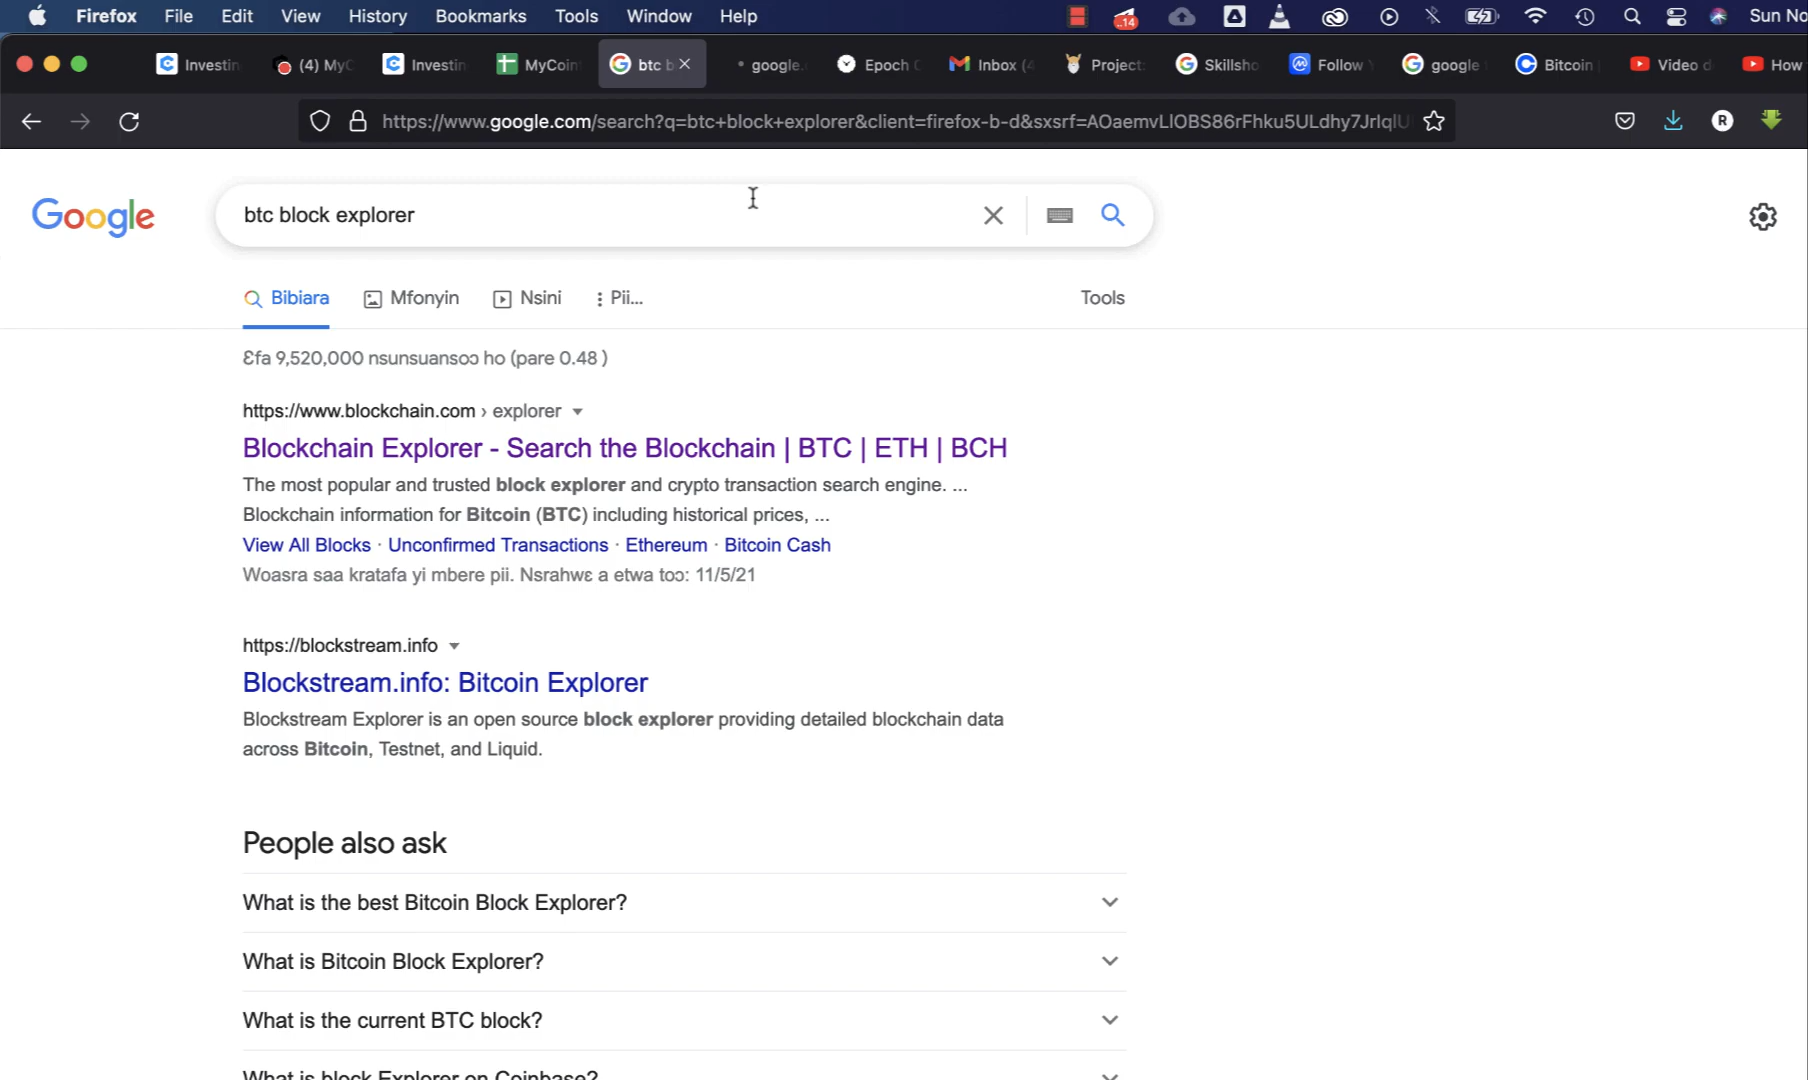 Firefox File Edit View History Bookmarks Tools Window Help 14 Sun No
Investin (4) MyC Investin MyCoin btc b google. Epoch Inbox (4 Project Skillsho Follow google Bitcoin Video d How
https://www.google.com/search?q=btc+block+explorer&client=firefox-b-d&sxsrf=AOaemvLlOBS86rFhku5ULdhy7JrlqlU R
Google btc block explorer
Bibiara Mfonyin Nsini Pii... Tools
Ɛfa 9,520,000 nsunsuansoɔ ho (pare 0.48 )
https://www.blockchain.com › explorer
Blockchain Explorer - Search the Blockchain | BTC | ETH | BCH
The most popular and trusted block explorer and crypto transaction search engine. ...
Blockchain information for Bitcoin (BTC) including historical prices, ...
View All Blocks · Unconfirmed Transactions · Ethereum · Bitcoin Cash
Woasra saa kratafa yi mbere pii. Nsrahwɛ a etwa toɔ: 11/5/21
https://blockstream.info
Blockstream.info: Bitcoin Explorer
Blockstream Explorer is an open source block explorer providing detailed blockchain data
across Bitcoin, Testnet, and Liquid.
People also ask
What is the best Bitcoin Block Explorer?
What is Bitcoin Block Explorer?
What is the current BTC block?
What is block Explorer on Coinbase?